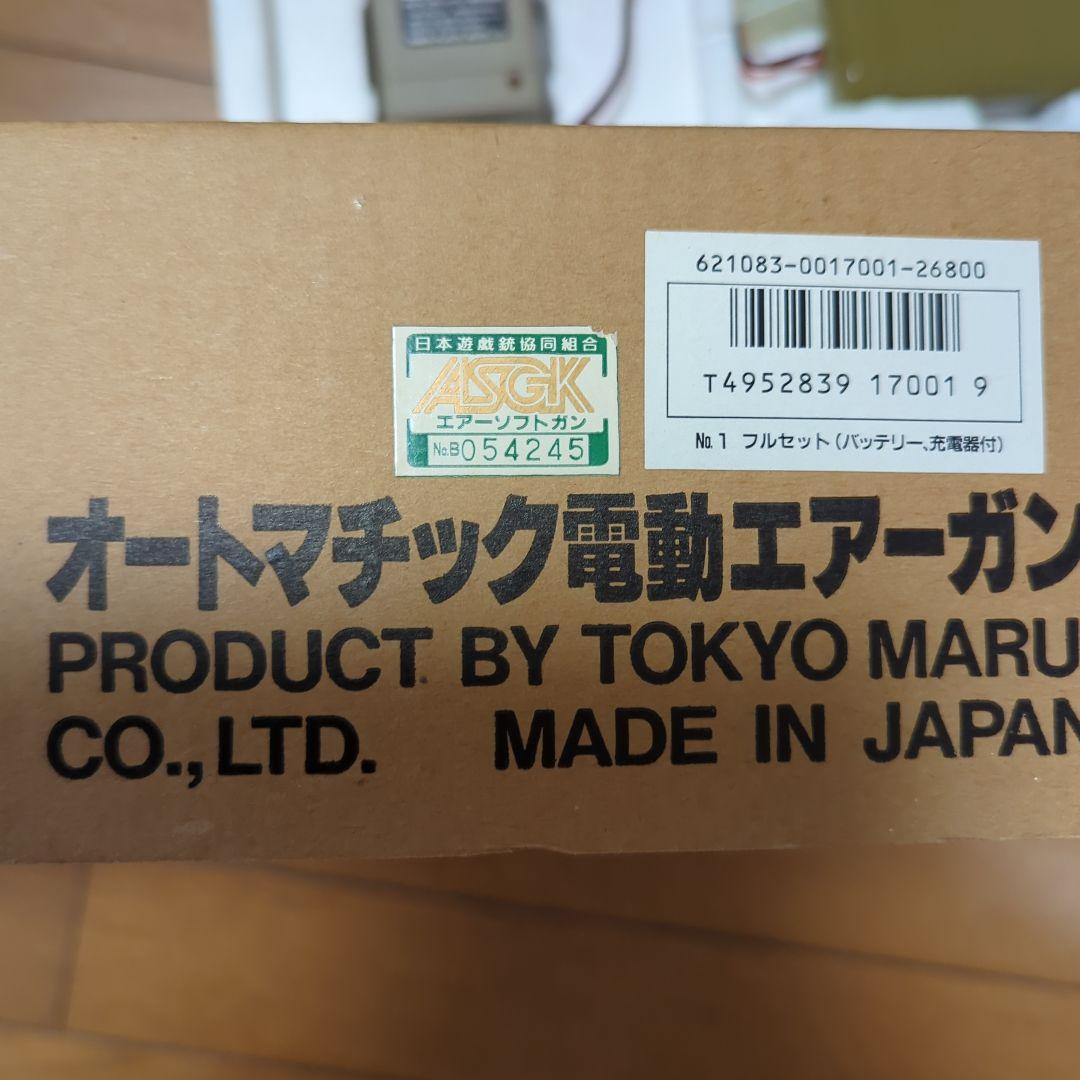 621083-0017001-26800
T4952839 17001 9
No.1 フルセット(バッテリー、充電器付)
日本遊戯銃協同組合
ASGK
エアーソフトガン
No.B054245
オートマチック電動エアーガン
PRODUCT BY TOKYO MARU
CO.,LTD. MADE IN JAPAN